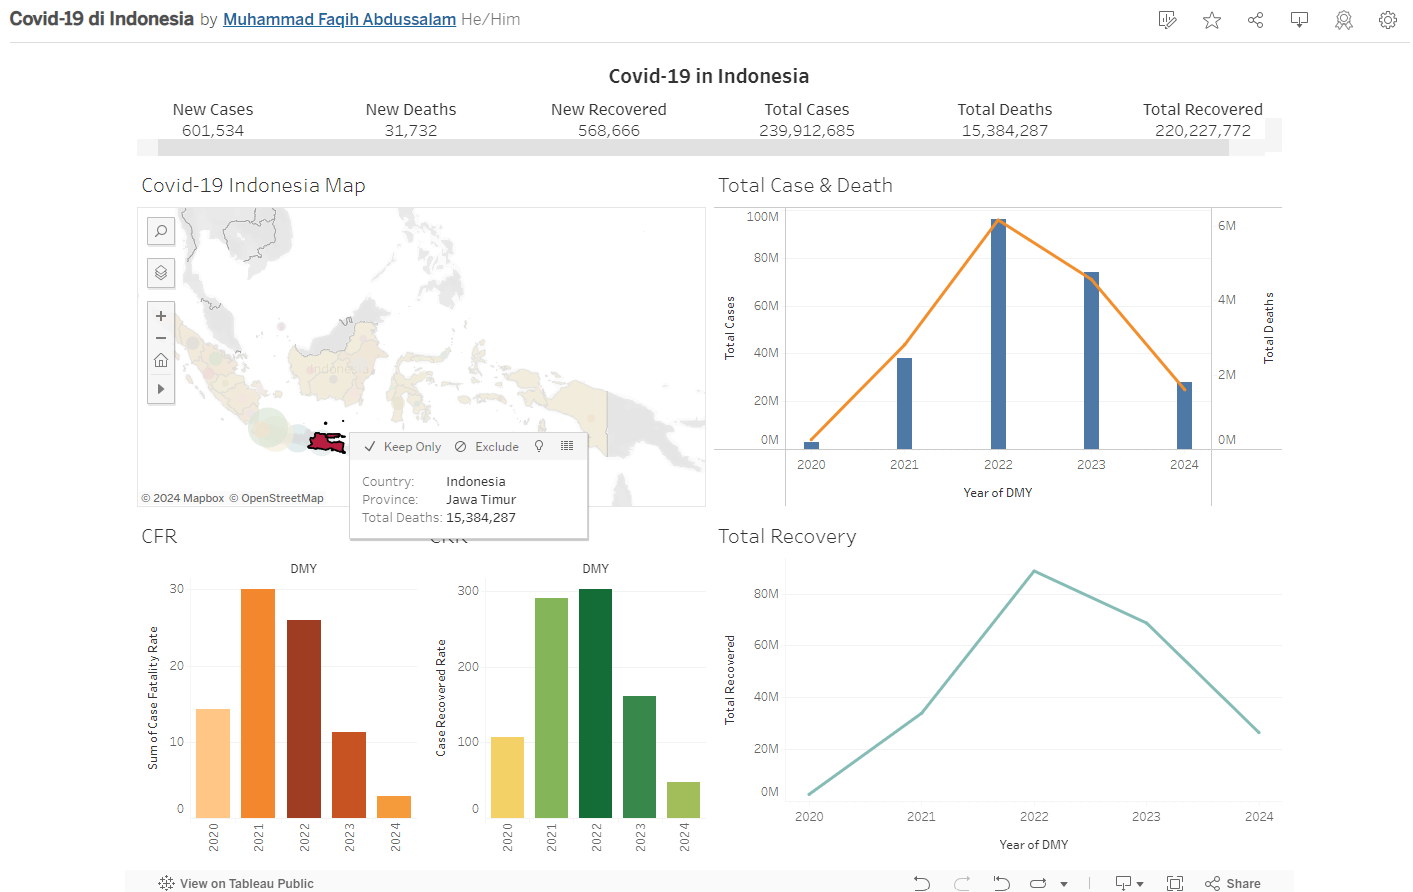 Covid-19 di Indonesia by Muhammad Faqih Abdussalam He/Him
Covid-19 in Indonesia
New Cases New Deaths New Recovered Total Cases Total Deaths Total Recovered
601,534 31,732 568,666 239,912,685 15,384,287 220,227,772
Covid-19 Indonesia Map
Indonesia
© 2024 Mapbox © OpenStreetMap
Keep Only Exclude
Country: Indonesia
Province: Jawa Timur
Total Deaths: 15,384,287
Total Case & Death
Total Cases
100M
80M
60M
40M
20M
0M
6M
4M
2M
0M
Total Deaths
2020 2021 2022 2023 2024
Year of DMY
CFR
DMY
Sum of Case Fatality Rate
30
20
10
0
2020 2021 2022 2023 2024
DMY
Case Recovered Rate
300
200
100
0
2020 2021 2022 2023 2024
Total Recovery
Total Recovered
80M
60M
40M
20M
0M
2020 2021 2022 2023 2024
Year of DMY
View on Tableau Public
Share